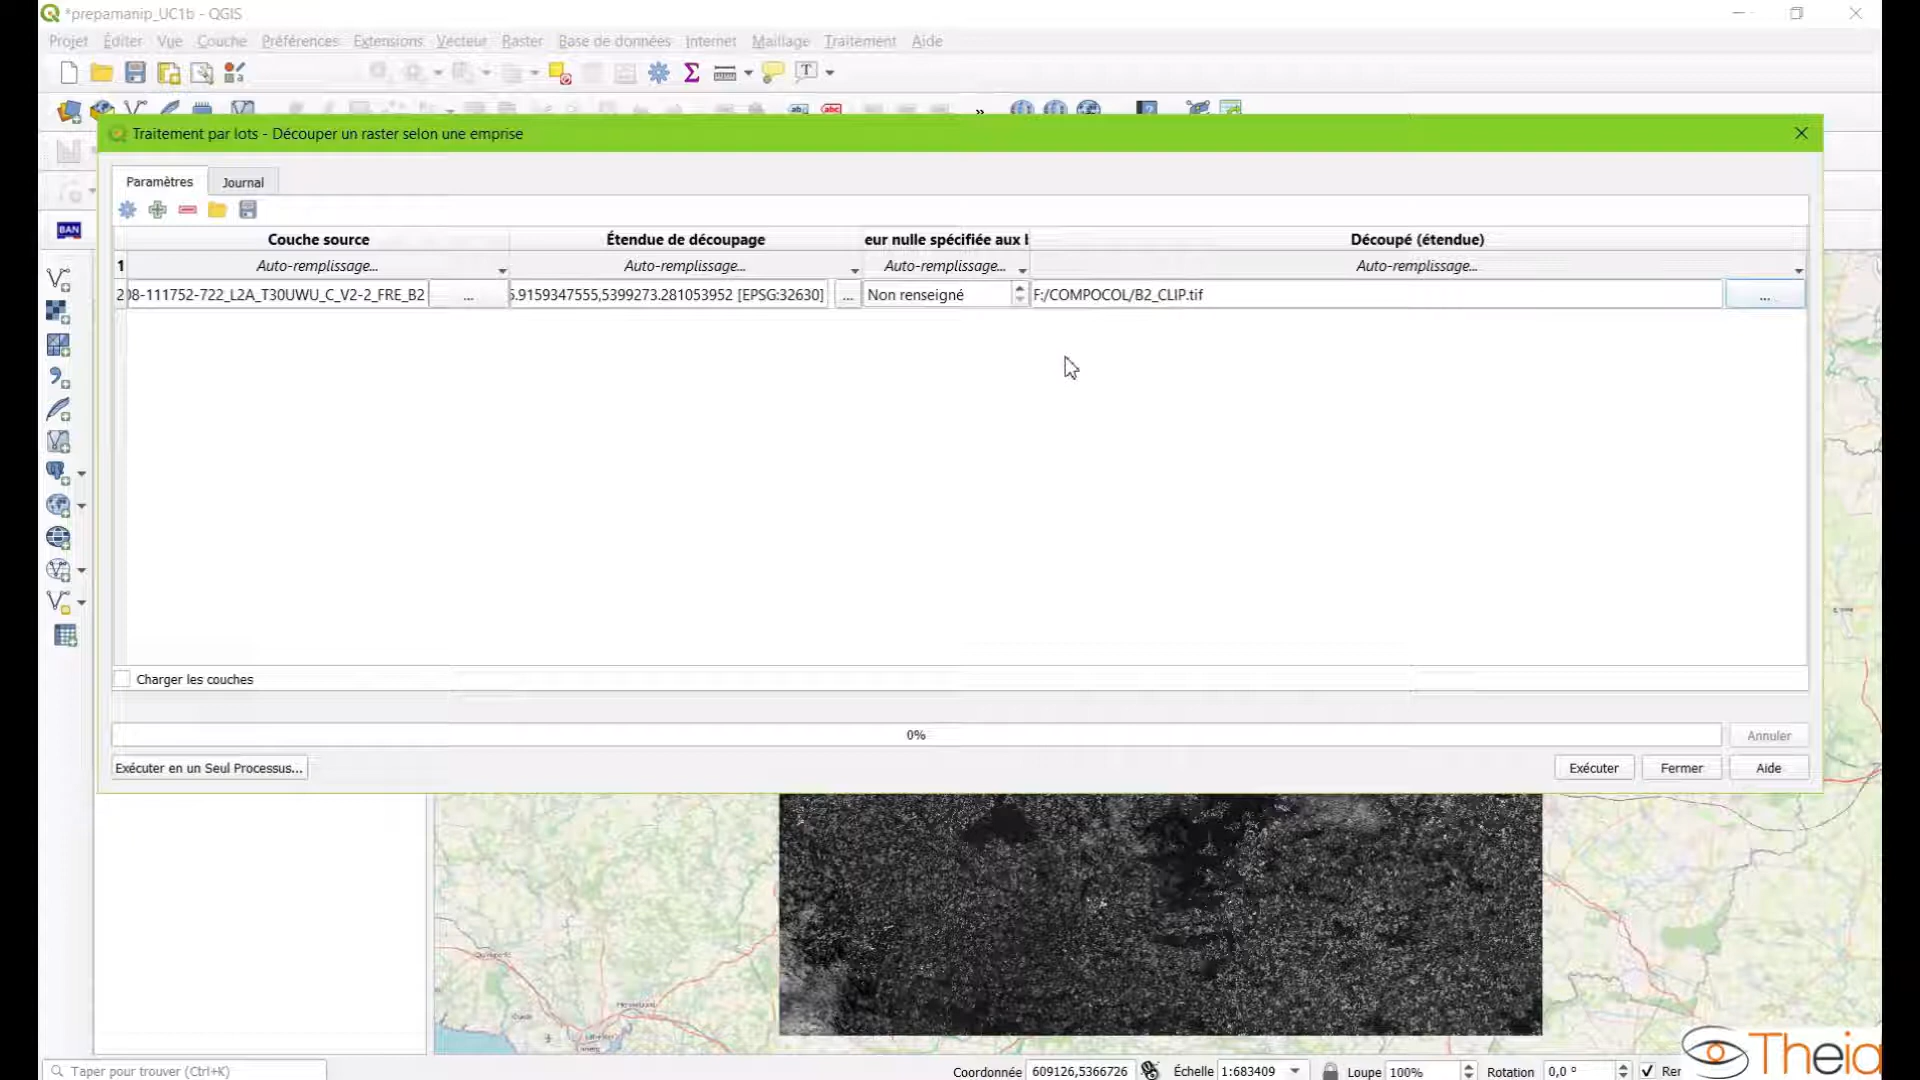 *prepamanip_UC1b - QGIS
Projet Éditer Vue Couche Préférences Extensions Vecteur Raster Base de données Internet Maillage Traitement Aide
Traitement par lots - Découper un raster selon une emprise
Paramètres Journal
BAN
Couche source Étendue de découpage eur nulle spécifiée aux l Découpé (étendue)
1 Auto-remplissage... Auto-remplissage... Auto-remplissage... Auto-remplissage...
2 08-111752-722_L2A_T30UWU_C_V2-2_FRE_B2 ... 5.9159347555,5399273.281053952 [EPSG:32630] ... Non renseigné F:/COMPOCOL/B2_CLIP.tif ...
Charger les couches
0% Annuler
Exécuter en un Seul Processus... Exécuter Fermer Aide
Taper pour trouver (Ctrl+K) Coordonnée 609126,5366726 Échelle 1:683409 Loupe 100% Rotation 0,0 ° Rer
Theia